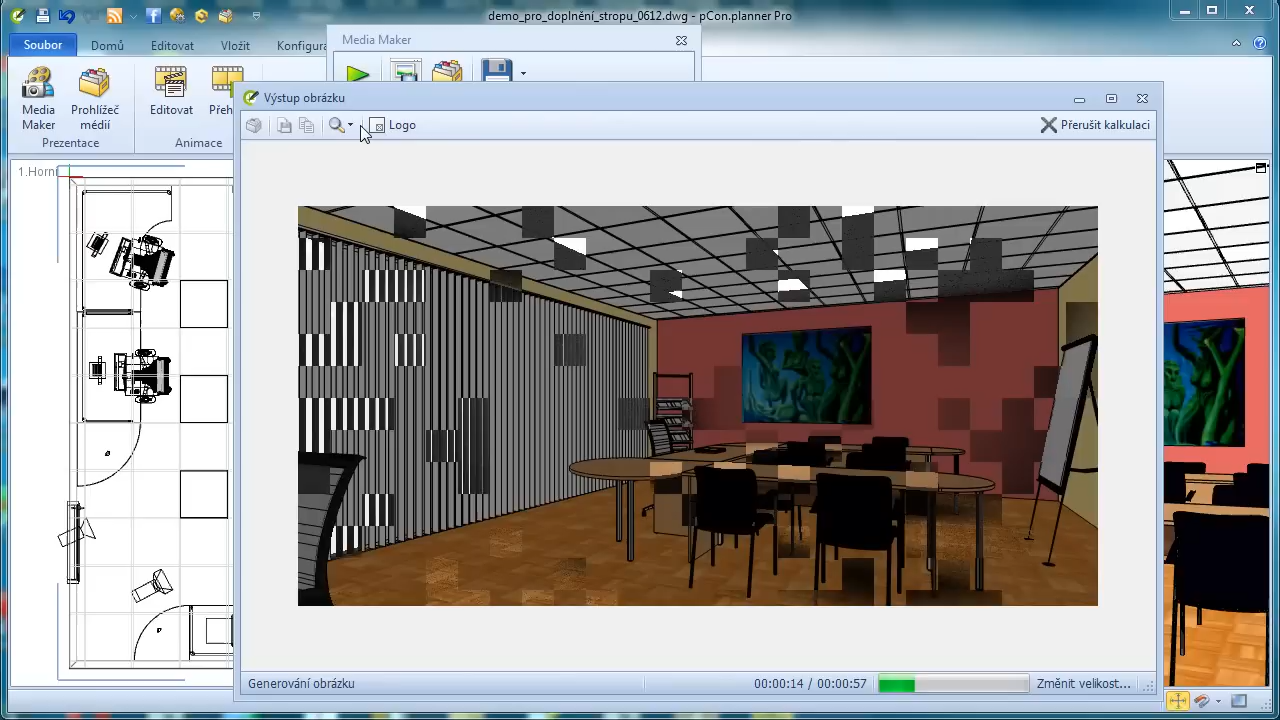 demo_pro_doplnění_stropu_0612.dwg - pCon.planner Pro
Soubor
Domů
Editovat
Vložit
Konfigura
Media Maker
Media
Maker
Prohlížeč
médií
Editovat
Přeh
Prezentace
Animace
Výstup obrázku
Logo
Přerušit kalkulaci
1.Horní
Generování obrázku
00:00:14 / 00:00:57
Změnit velikost...